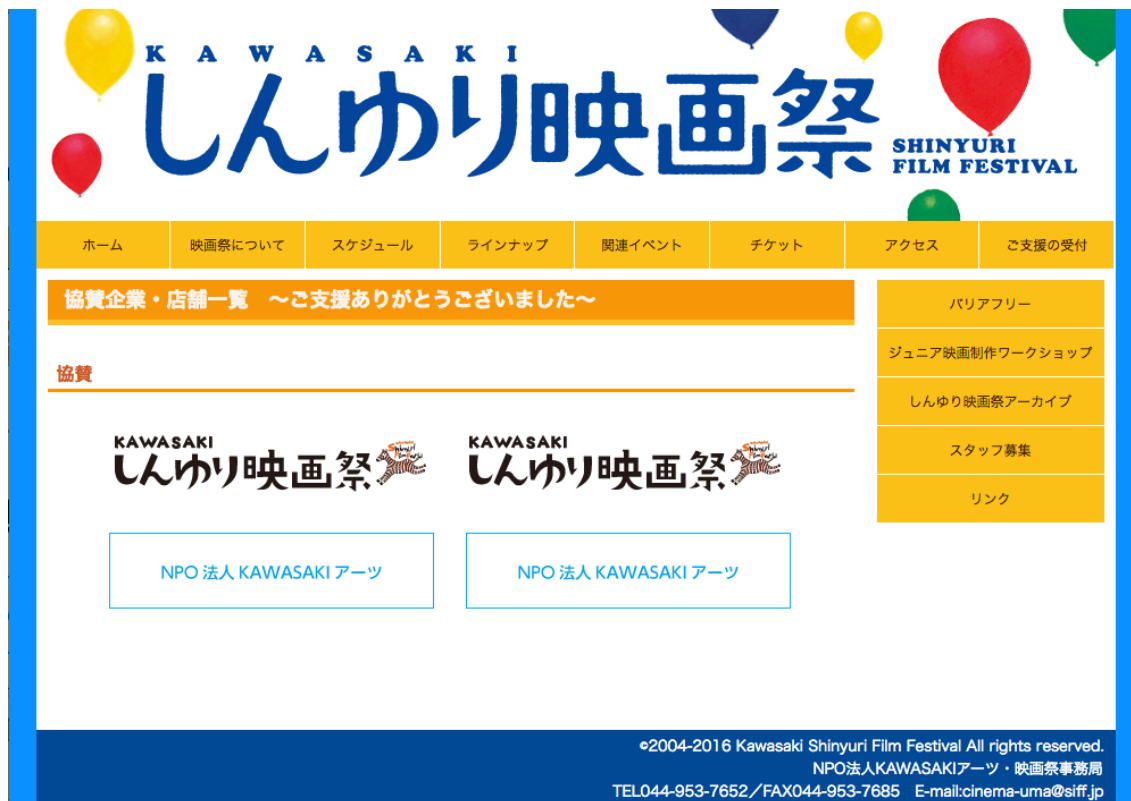 KAWASAKI
しんゆり映画祭
SHINYURI
FILM FESTIVAL
ホーム 映画祭について スケジュール ラインナップ 関連イベント チケット アクセス ご支援の受付
協賛企業・店舗一覧 ～ご支援ありがとうございました～
バリアフリー
ジュニア映画制作ワークショップ
しんゆり映画祭アーカイブ
スタッフ募集
リンク
協賛
KAWASAKI
しんゆり映画祭
KAWASAKI
しんゆり映画祭
NPO 法人 KAWASAKI アーツ
NPO 法人 KAWASAKI アーツ
©2004-2016 Kawasaki Shinyuri Film Festival All rights reserved.
NPO法人KAWASAKIアーツ・映画祭事務局
TEL044-953-7652／FAX044-953-7685 E-mail:cinema-uma@siff.jp